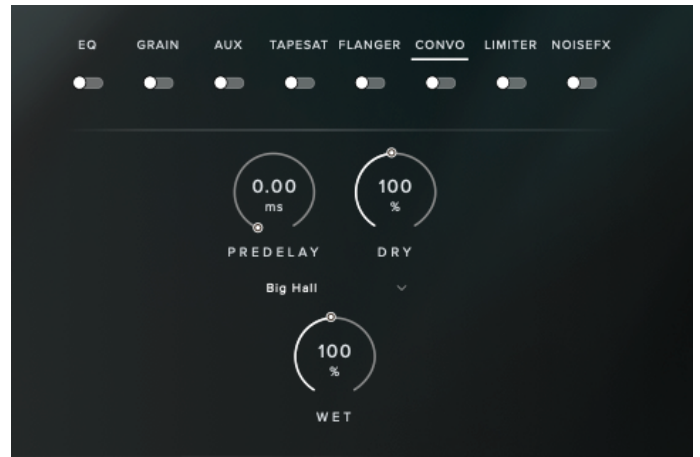 EQ GRAIN AUX TAPESAT FLANGER CONVO LIMITER NOISEFX
0.00 100
ms %
PREDELAY DRY
Big Hall
100
%
WET